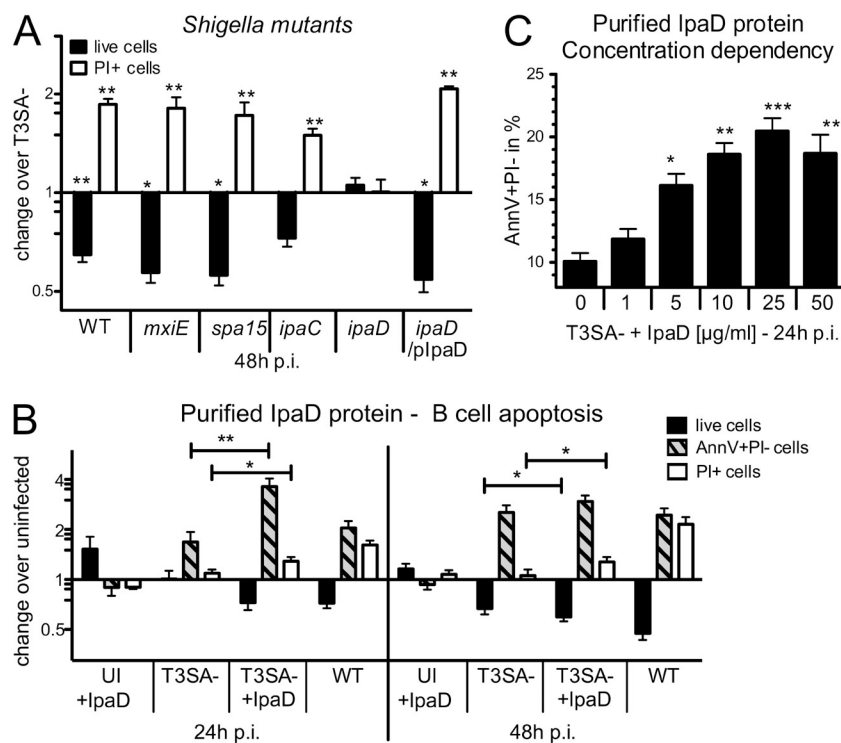 A
Shigella mutants
live cells
PI+ cells
change over T3SA-
2
1
0.5
** ** * ** * ** ** * **
WT mxiE spa15 ipaC ipaD ipaD
/pIpaD
48h p.i.
C
Purified IpaD protein
Concentration dependency
AnnV+PI- in %
25
20
15
10
* ** *** **
0 1 5 10 25 50
T3SA- + IpaD [µg/ml] - 24h p.i.
B
Purified IpaD protein - B cell apoptosis
live cells
AnnV+PI- cells
PI+ cells
change over uninfected
4
2
1
0.5
**
*
*
*
UI
+IpaD
T3SA-
T3SA-
+IpaD
WT
UI
+IpaD
T3SA-
T3SA-
+IpaD
WT
24h p.i.
48h p.i.